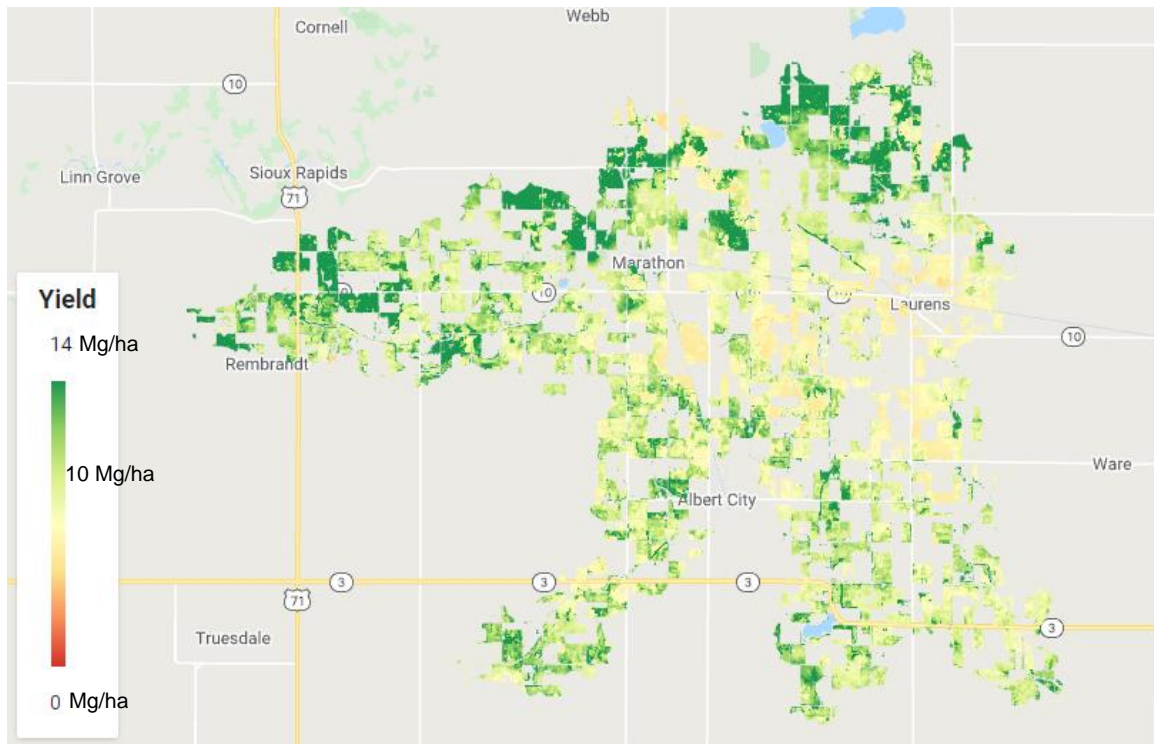 Webb
Cornell
10
Linn Grove
Sioux Rapids
71
Marathon
10
Laurens
10
Rembrandt
Yield
14 Mg/ha
10 Mg/ha
0 Mg/ha
Ware
Albert City
3
3
3
71
3
Truesdale